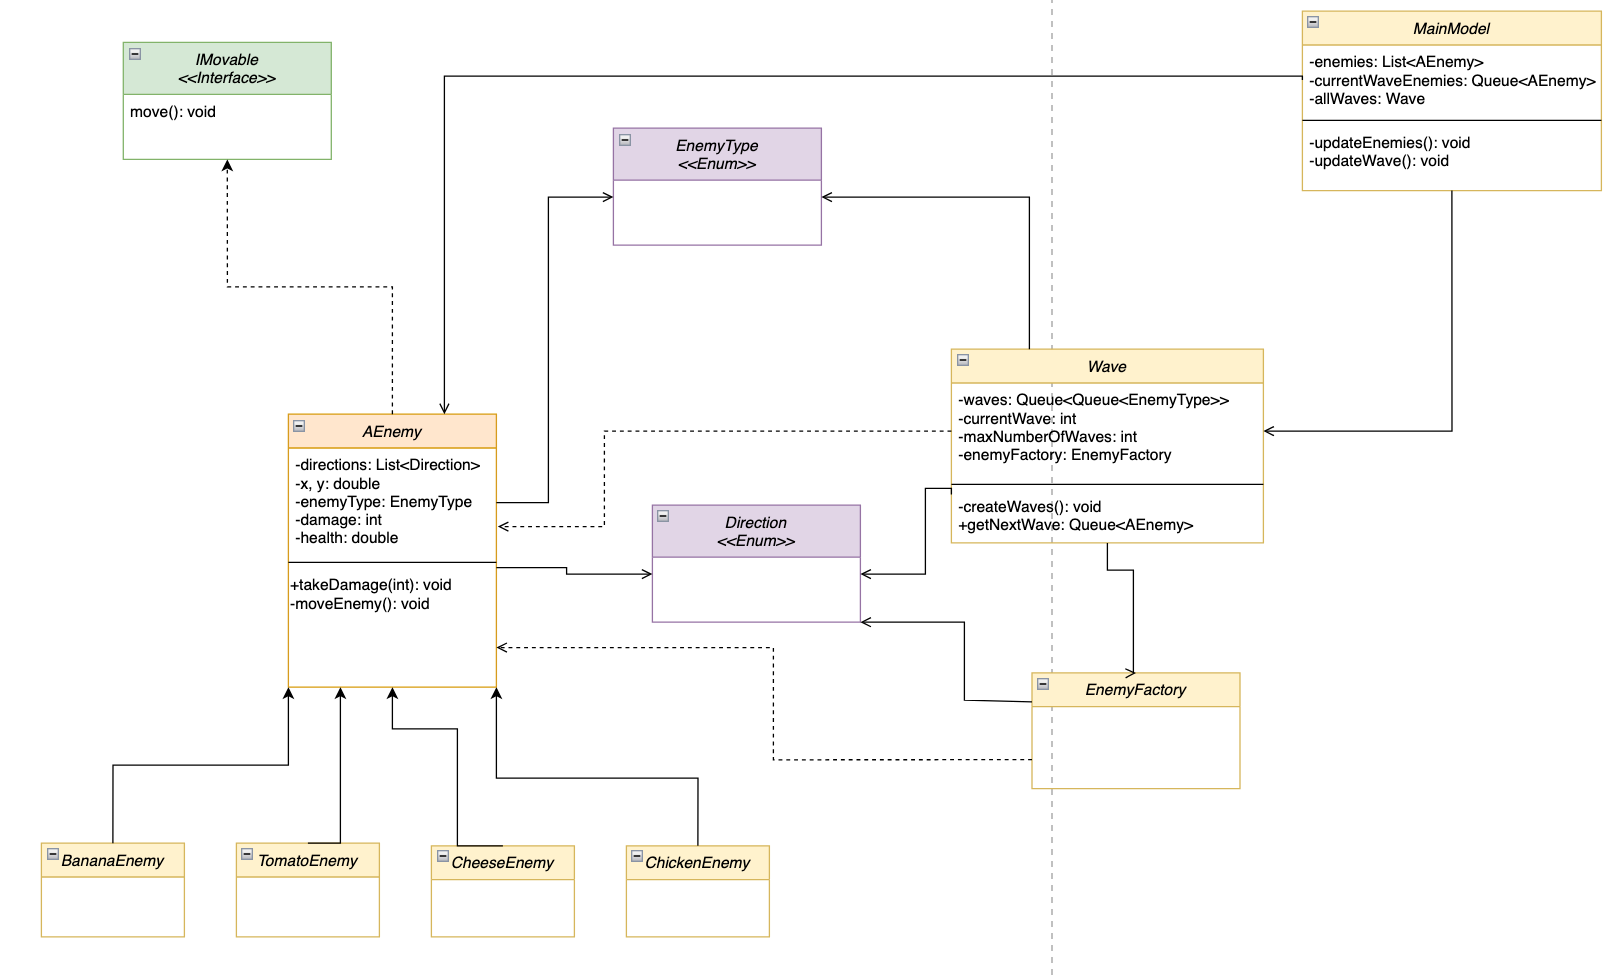 MainModel
-enemies: List<AEnemy>
-currentWaveEnemies: Queue<AEnemy>
-allWaves: Wave
-updateEnemies(): void
-updateWave(): void
IMovable
<<Interface>>
move(): void
EnemyType
<<Enum>>
Wave
-waves: Queue<Queue<EnemyType>>
-currentWave: int
-maxNumberOfWaves: int
-enemyFactory: EnemyFactory
-createWaves(): void
+getNextWave: Queue<AEnemy>
AEnemy
-directions: List<Direction>
-x, y: double
-enemyType: EnemyType
-damage: int
-health: double
+takeDamage(int): void
-moveEnemy(): void
Direction
<<Enum>>
EnemyFactory
BananaEnemy
TomatoEnemy
CheeseEnemy
ChickenEnemy